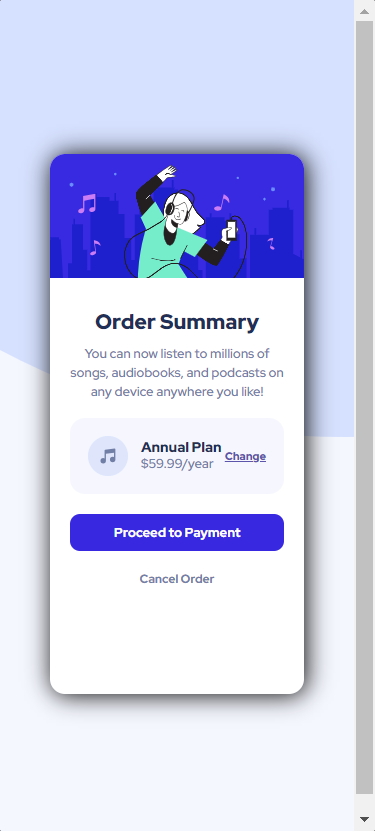 Order Summary
You can now listen to millions of
songs, audiobooks, and podcasts on
any device anywhere you like!
Annual Plan
$59.99/year
Change
Proceed to Payment
Cancel Order